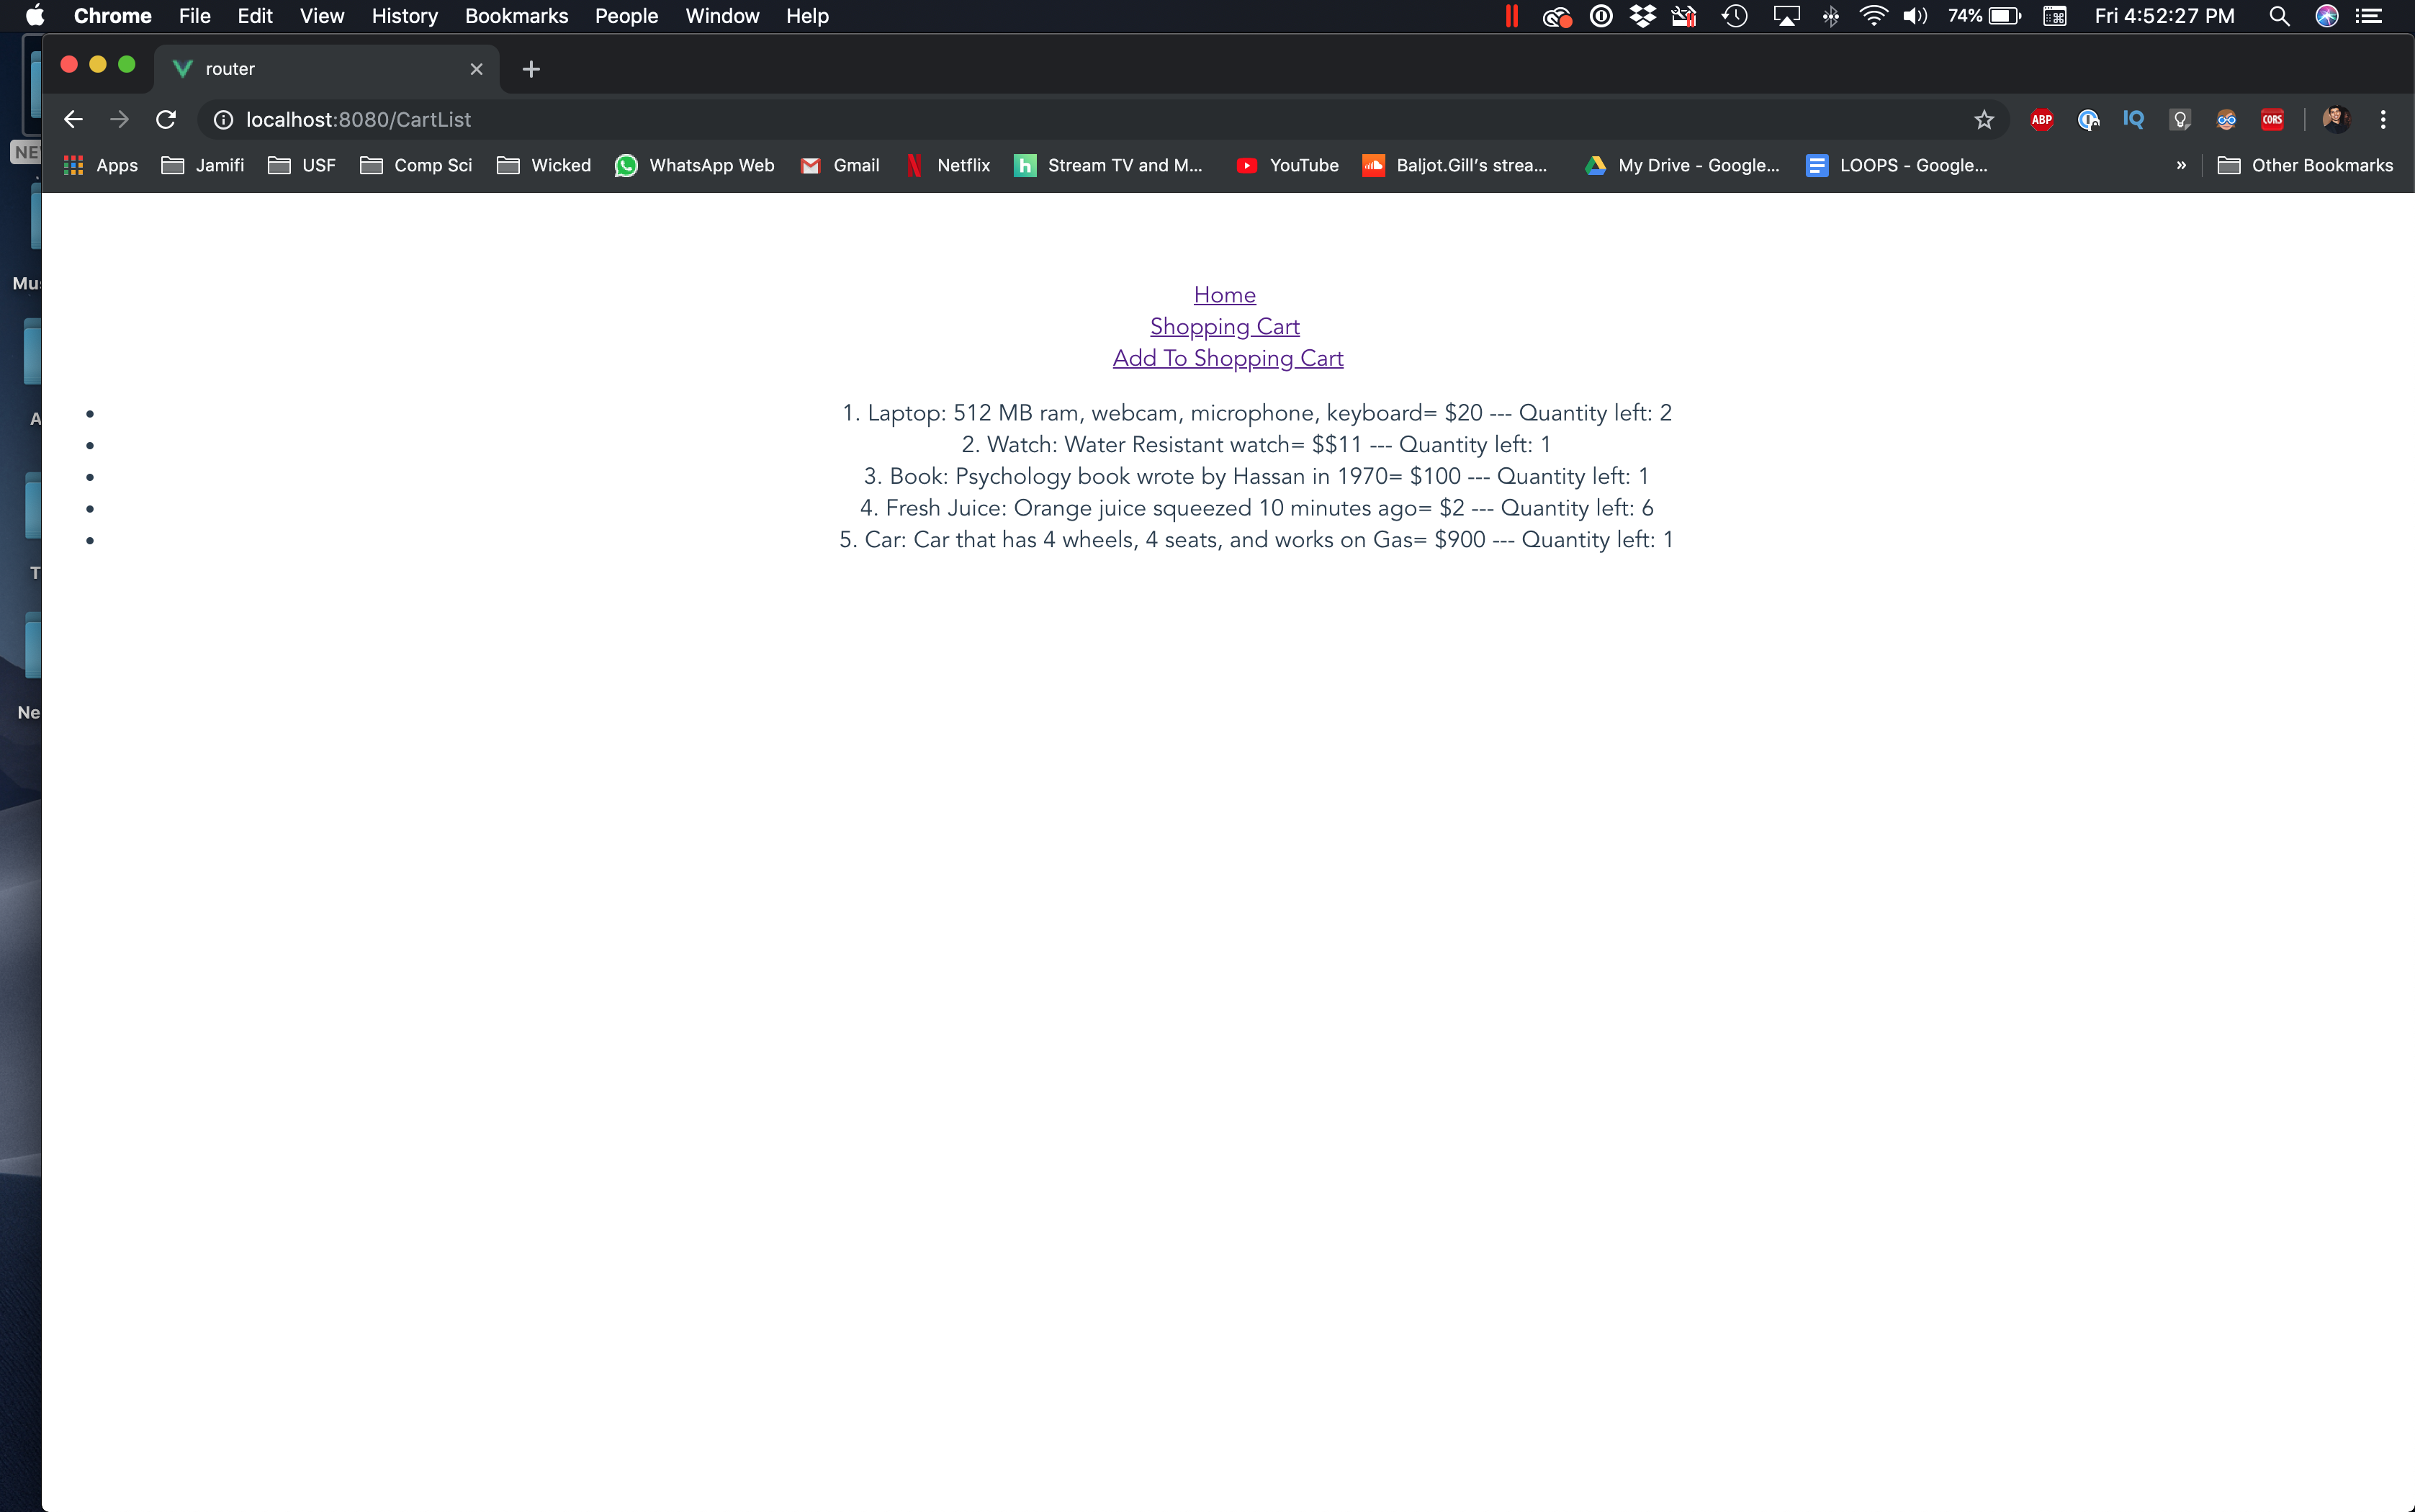 Chrome File Edit View History Bookmarks People Window Help 74% Fri 4:52:27 PM
router
localhost:8080/CartList ABP IQ CORS
Apps Jamifi USF Comp Sci Wicked WhatsApp Web Gmail Netflix h Stream TV and M... YouTube Baljot.Gill's strea... My Drive - Google... LOOPS - Google... » Other Bookmarks
NE
Home
Mus
Shopping Cart
Add To Shopping Cart
• 1. Laptop: 512 MB ram, webcam, microphone, keyboard= $20 --- Quantity left: 2
A
• 2. Watch: Water Resistant watch= $$11 --- Quantity left: 1
• 3. Book: Psychology book wrote by Hassan in 1970= $100 --- Quantity left: 1
• 4. Fresh Juice: Orange juice squeezed 10 minutes ago= $2 --- Quantity left: 6
• 5. Car: Car that has 4 wheels, 4 seats, and works on Gas= $900 --- Quantity left: 1
T
Ne